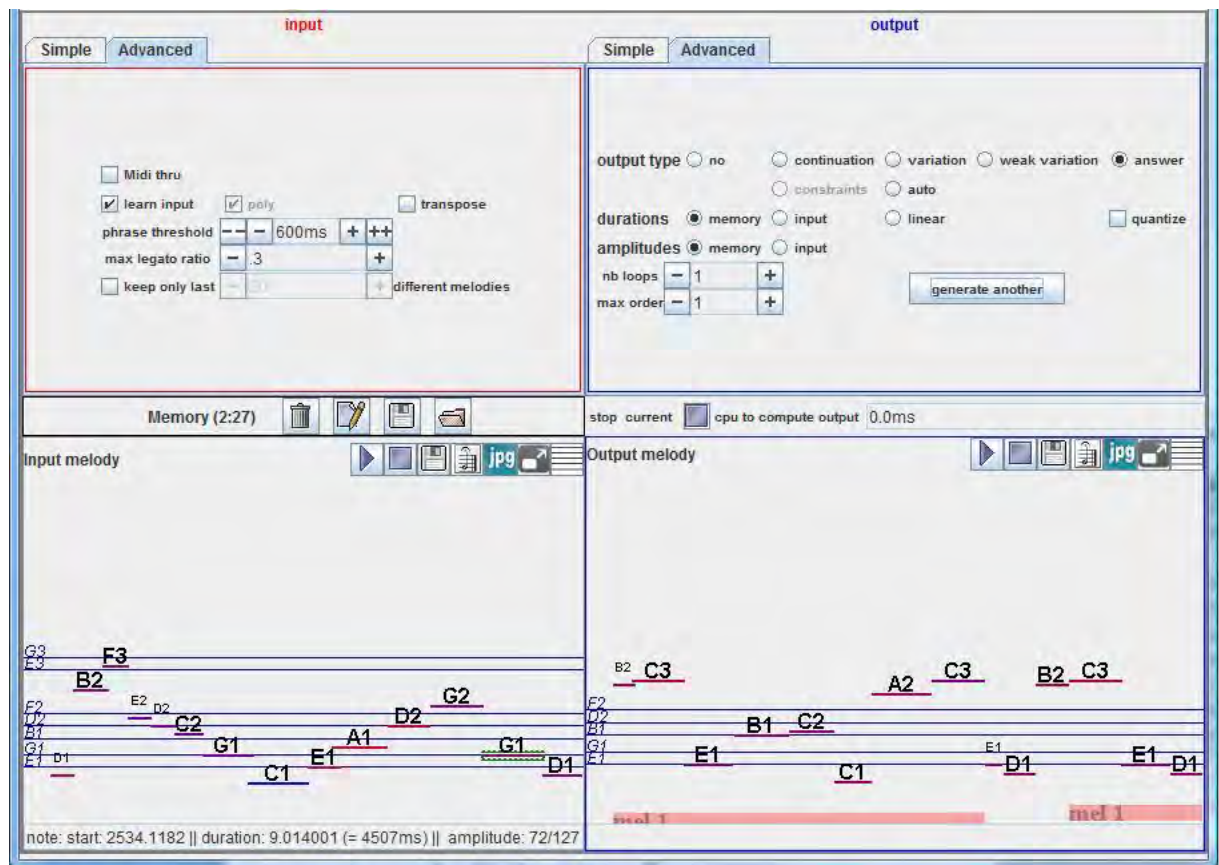 input
Simple Advanced
Midi thru
learn input poly transpose
phrase threshold -- - 600ms + ++
max legato ratio - .3 +
keep only last - + different melodies
output
Simple Advanced
output type no continuation variation weak variation answer
constraints auto
durations memory input linear quantize
amplitudes memory input
nb loops - 1 +
max order - 1 +
generate another
Memory (2:27)
stop current cpu to compute output 0.0ms
Input melody jpg
G3
E3
F3
B2
F2
D2
B1
G1
E1
E2 D2 C2 G2
D2
G1 A1 G1
D1 E1 D1
C1
note: start: 2534.1182 || duration: 9.014001 (= 4507ms) || amplitude: 72/127
Output melody jpg
B2 C3 A2 C3 B2 C3
F2
D2
B1
G1
E1
B1 C2
E1 E1 D1 E1 D1
C1
mel 1 mel 1